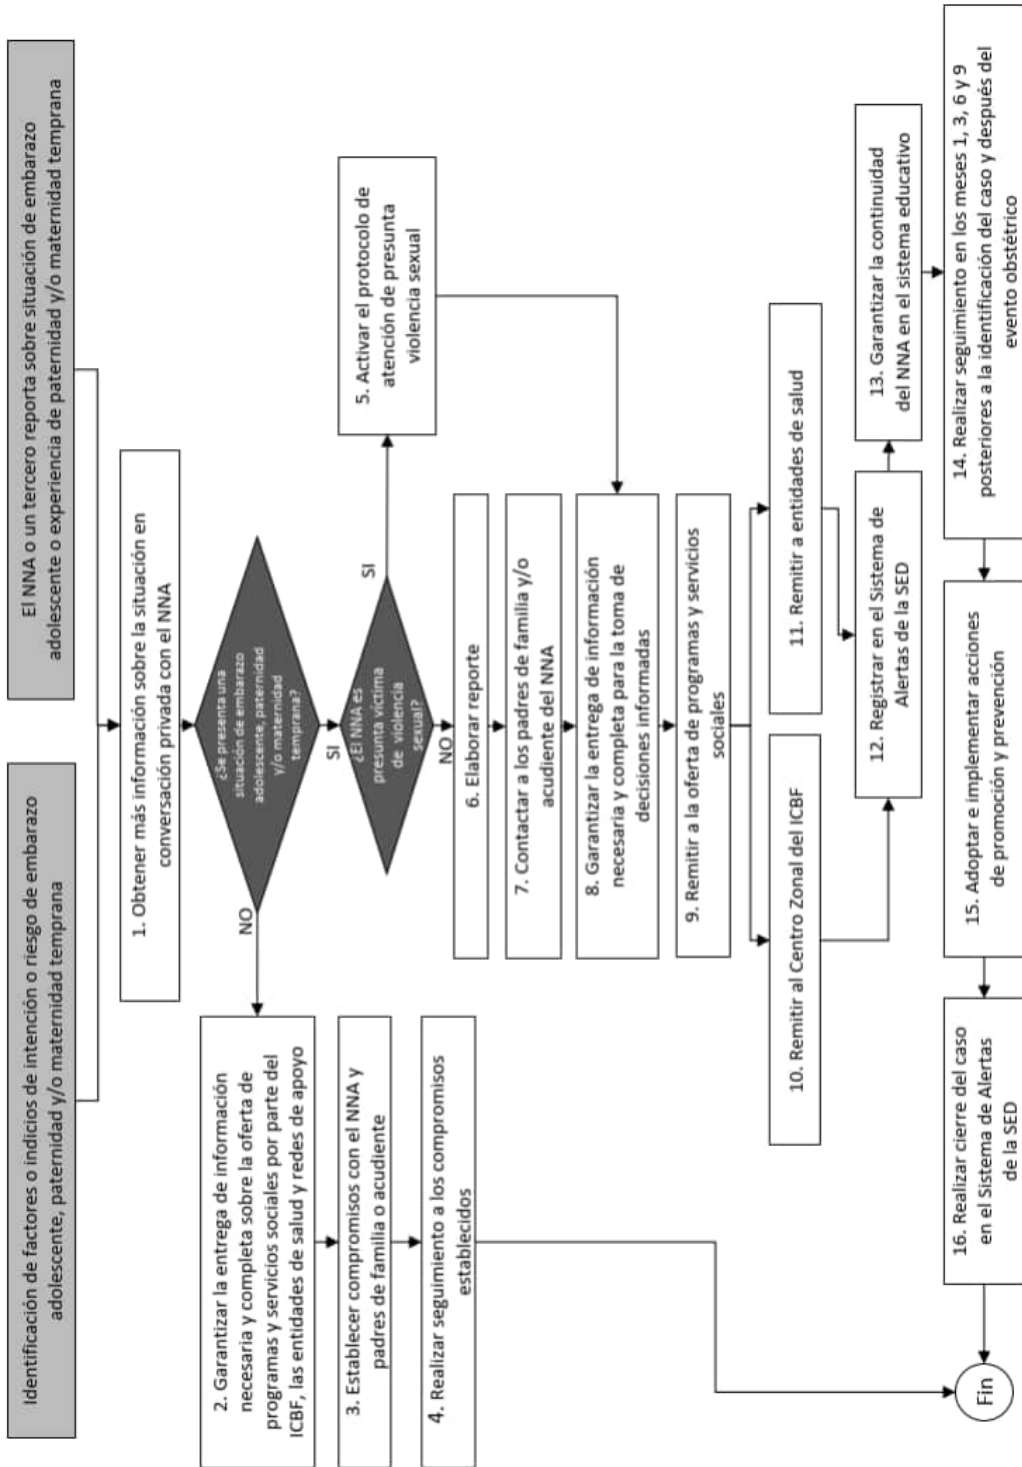 Identificación de factores o indicios de intención o riesgo de embarazo
adolescente, paternidad y/o maternidad temprana
El NNA o un tercero reporta sobre situación de embarazo
adolescente o experiencia de paternidad y/o maternidad temprana
1. Obtener más información sobre la situación en
conversación privada con el NNA
¿Se presenta una
situación de embarazo
adolescente, paternidad
y/o maternidad
temprana?
NO
SI
2. Garantizar la entrega de información
necesaria y completa sobre la oferta de
programas y servicios sociales por parte del
ICBF, las entidades de salud y redes de apoyo
3. Establecer compromisos con el NNA y
padres de familia o acudiente
4. Realizar seguimiento a los compromisos
establecidos
¿El NNA es
presunta víctima
de violencia
sexual?
SI
NO
5. Activar el protocolo de
atención de presunta
violencia sexual
6. Elaborar reporte
7. Contactar a los padres de familia y/o
acudiente del NNA
8. Garantizar la entrega de información
necesaria y completa para la toma de
decisiones informadas
9. Remitir a la oferta de programas y servicios
sociales
10. Remitir al Centro Zonal del ICBF
11. Remitir a entidades de salud
12. Registrar en el Sistema de
Alertas de la SED
13. Garantizar la continuidad
del NNA en el sistema educativo
14. Realizar seguimiento en los meses 1, 3, 6 y 9
posteriores a la identificación del caso y después del
evento obstétrico
15. Adoptar e implementar acciones
de promoción y prevención
16. Realizar cierre del caso
en el Sistema de Alertas
de la SED
Fin